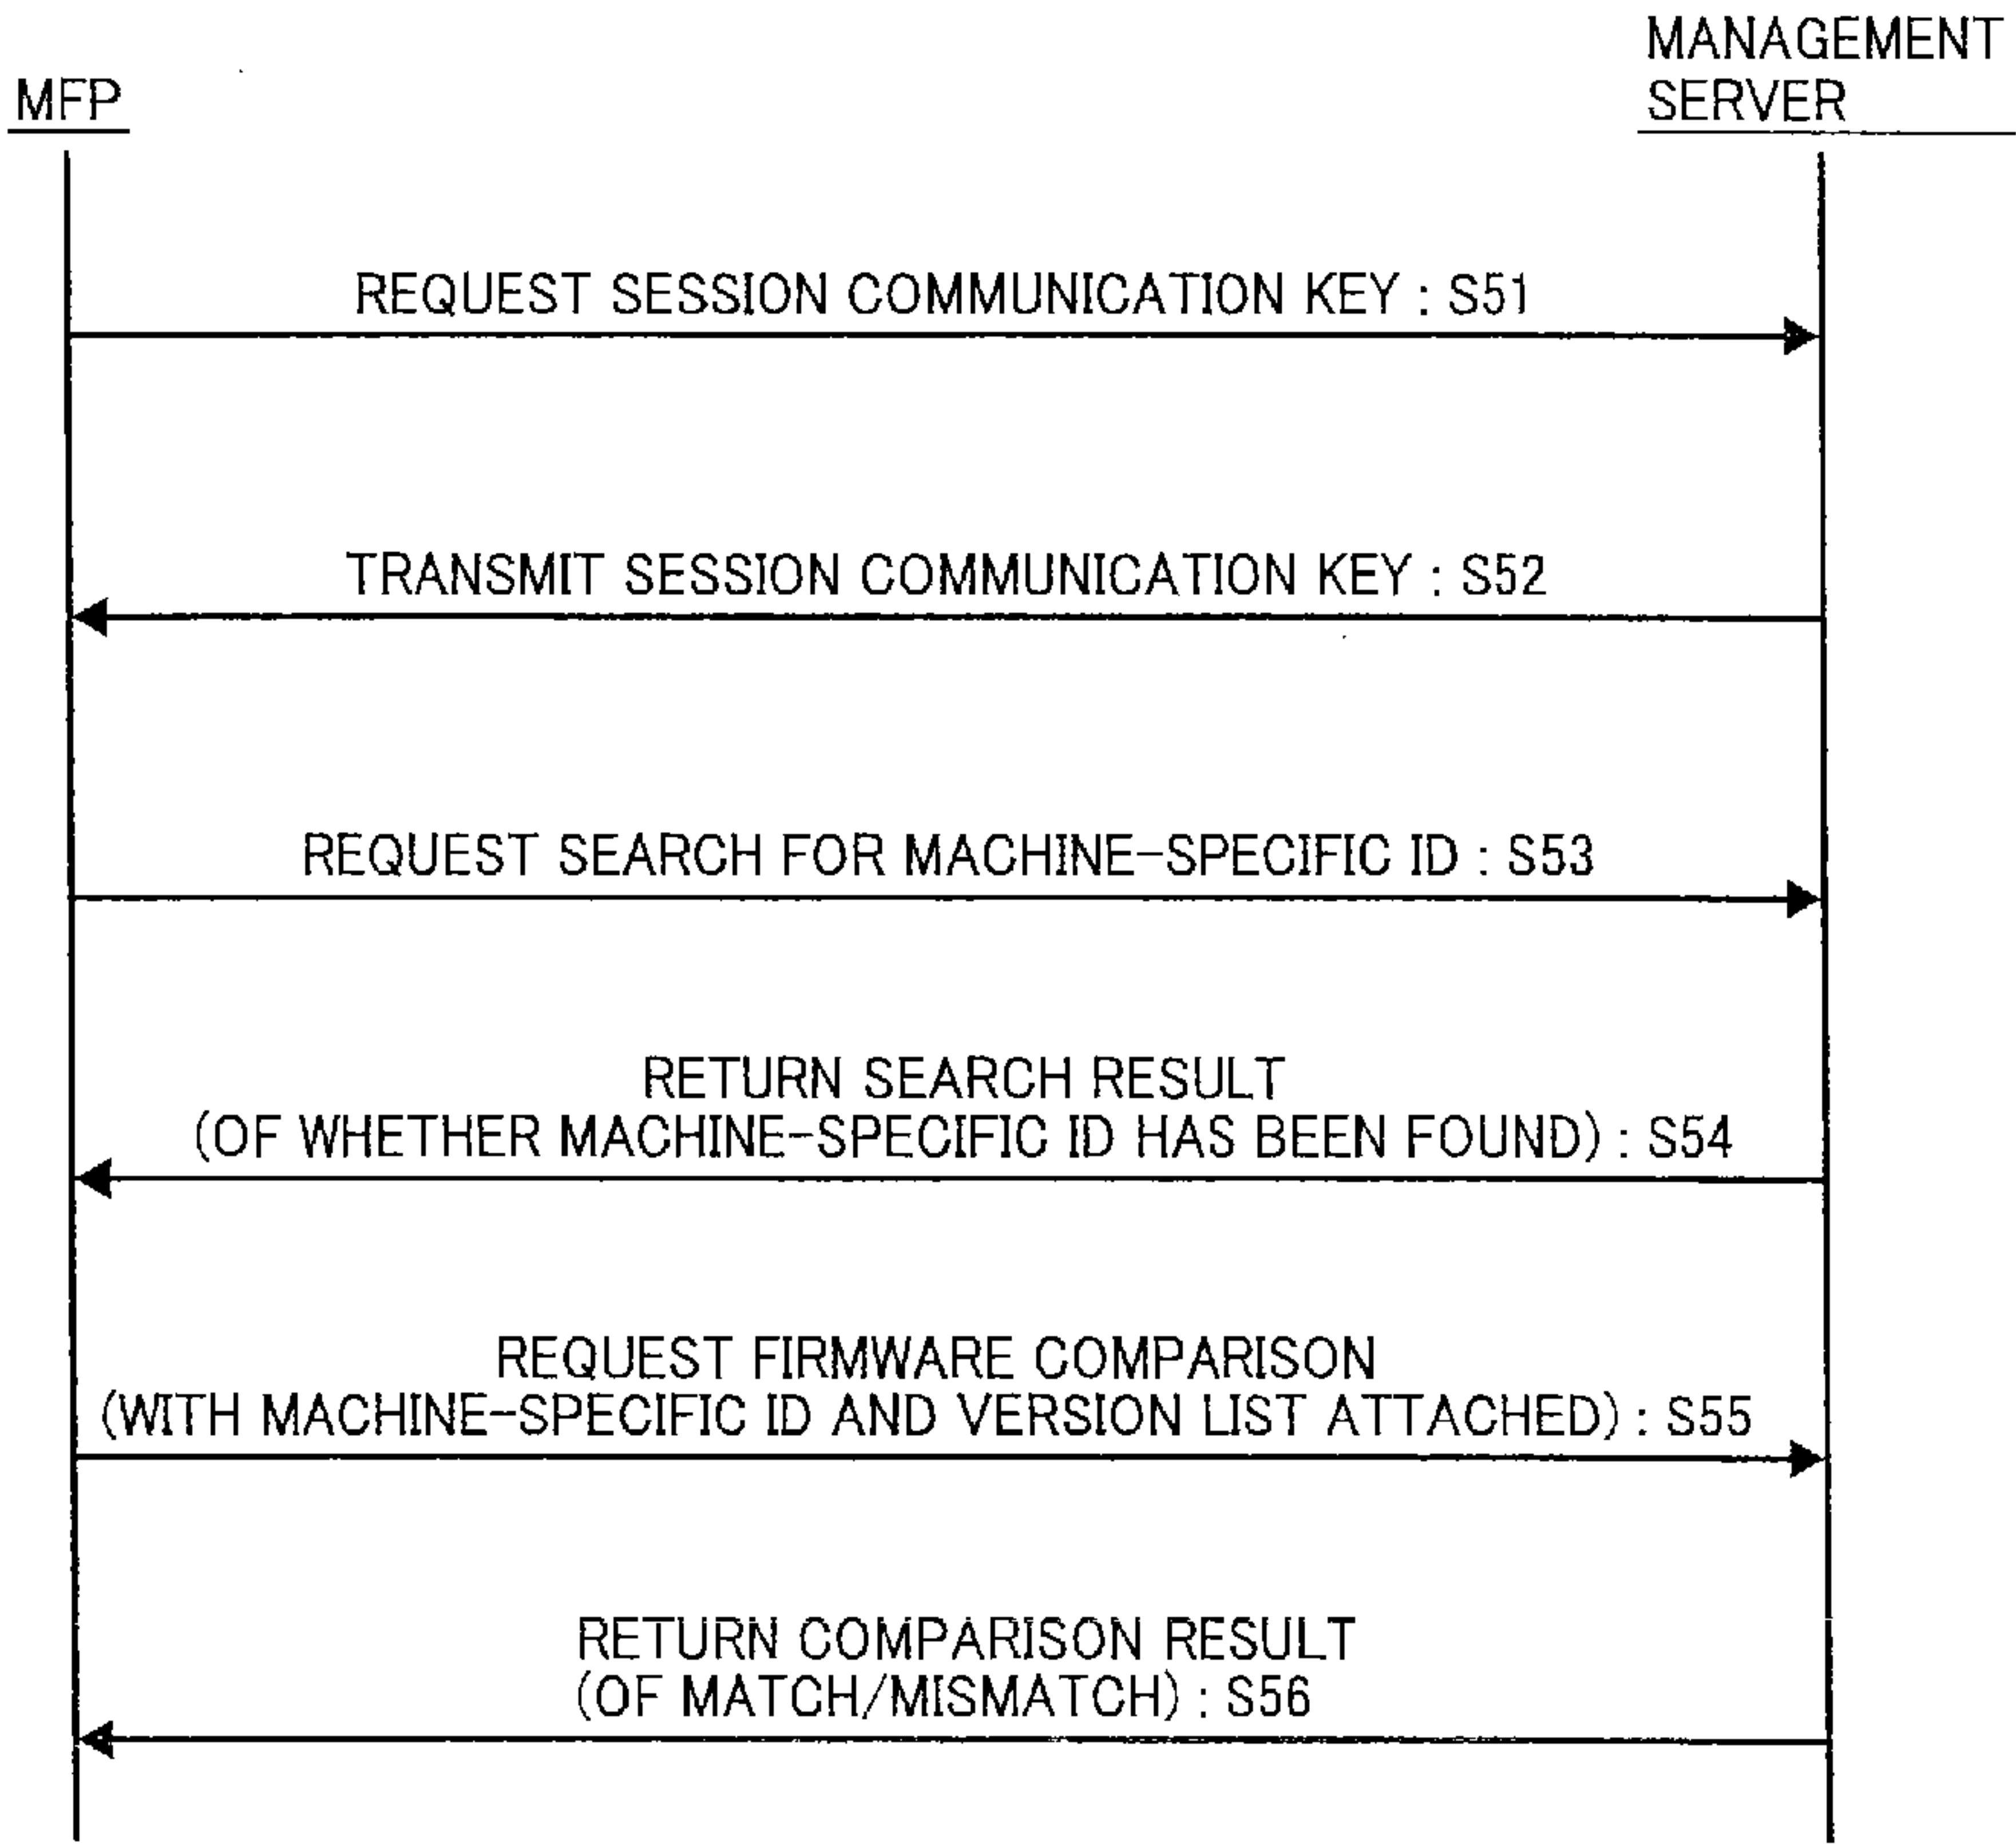 MFP
MANAGEMENT
SERVER
REQUEST SESSION COMMUNICATION KEY : S51
TRANSMIT SESSION COMMUNICATION KEY : S52
REQUEST SEARCH FOR MACHINE-SPECIFIC ID : S53
RETURN SEARCH RESULT
(OF WHETHER MACHINE-SPECIFIC ID HAS BEEN FOUND) : S54
REQUEST FIRMWARE COMPARISON
(WITH MACHINE-SPECIFIC ID AND VERSION LIST ATTACHED) : S55
RETURN COMPARISON RESULT
(OF MATCH/MISMATCH) : S56